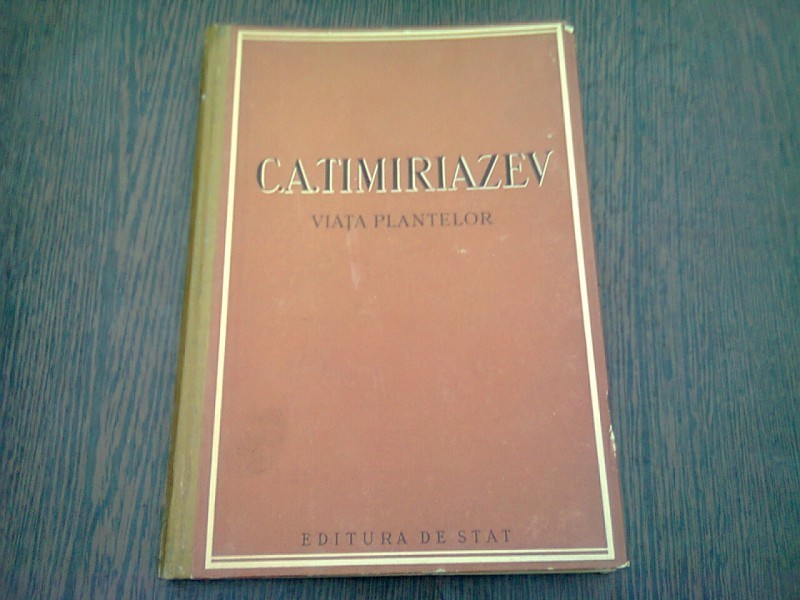 C.A.TIMIRIAZEV
VIAȚA PLANTELOR
EDITURA DE STAT